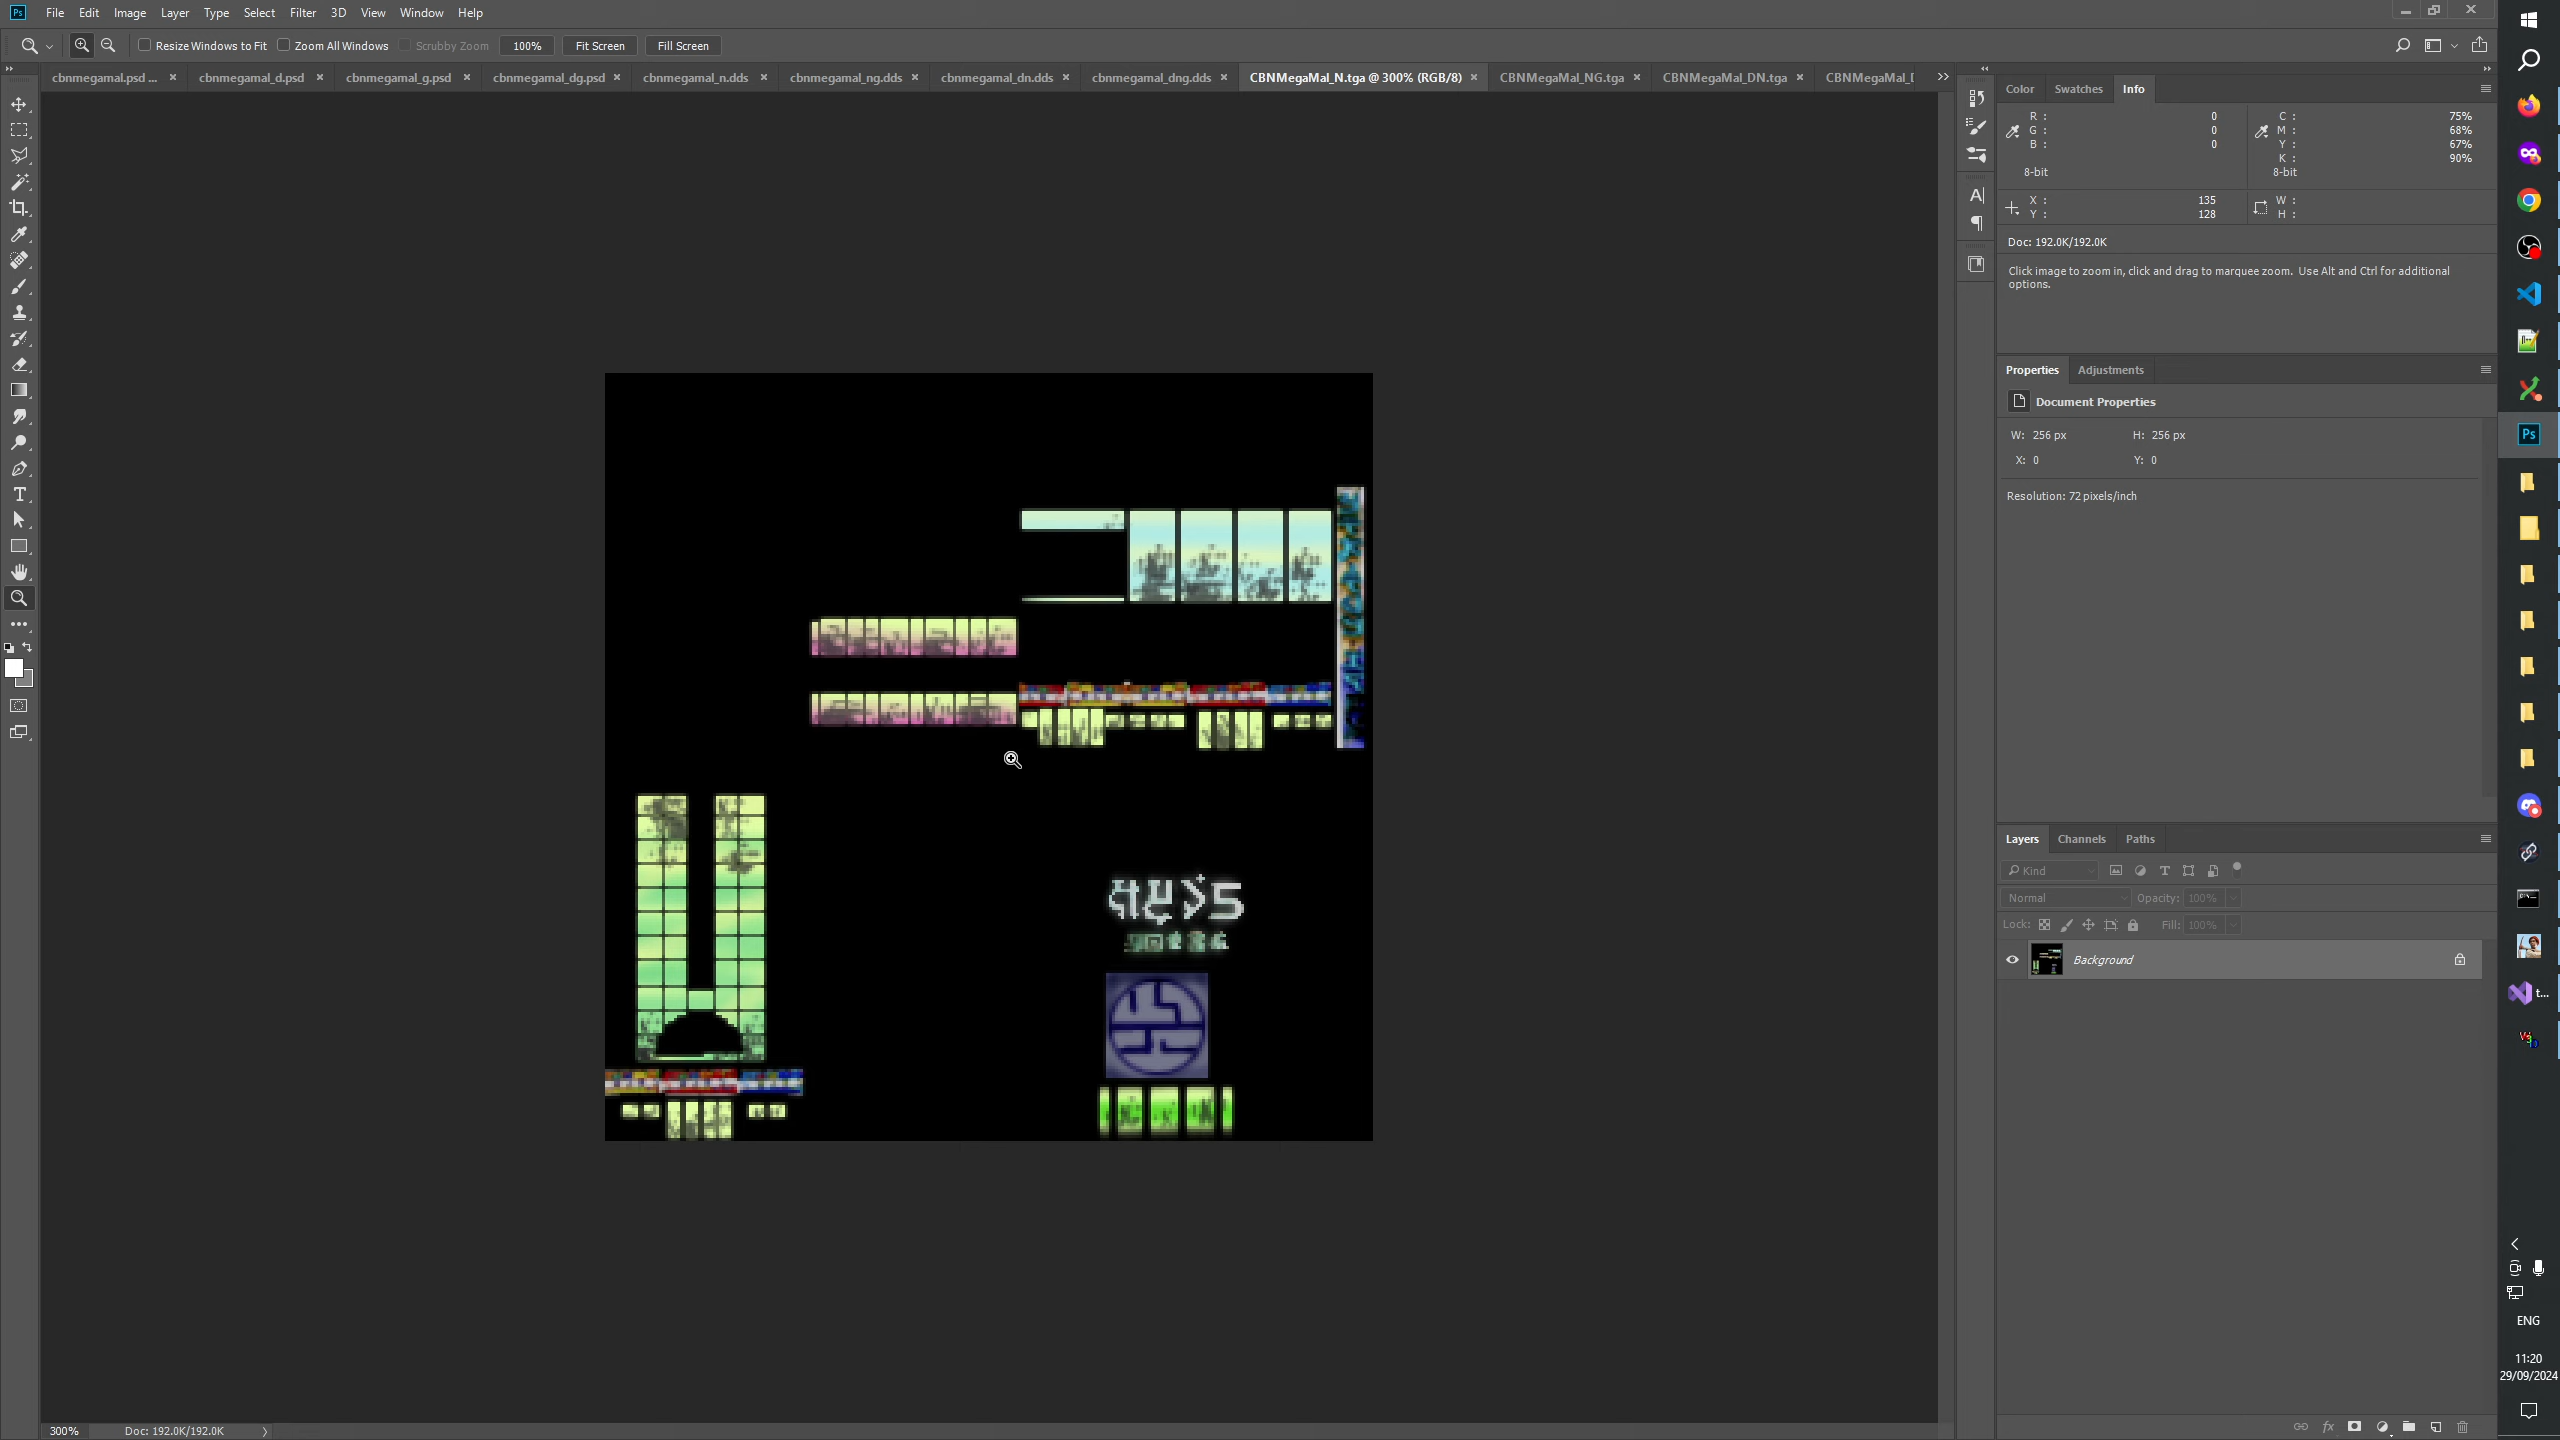 File Edit Image Layer Type Select Filter 3D View Window Help
Resize Windows to Fit Zoom All Windows Scrubby Zoom 100% Fit Screen Fill Screen
cbnmegamal.psd ... × cbnmegamal_d.psd × cbnmegamal_g.psd × cbnmegamal_dg.psd × cbnmegamal_n.dds × cbnmegamal_ng.dds × cbnmegamal_dn.dds × cbnmegamal_dng.dds × CBNMegaMal_N.tga @ 300% (RGB/8) × CBNMegaMal_NG.tga × CBNMegaMal_DN.tga ×
Color Swatches Info
R : 0 C : 75%
G : 0 M : 68%
B : 0 Y : 67%
K : 90%
8-bit 8-bit
X : 135 W :
Y : 128 H :
Doc: 192.0K/192.0K
Click image to zoom in, click and drag to marquee zoom. Use Alt and Ctrl for additional
options.
Properties Adjustments
Document Properties
W: 256 px H: 256 px
X: 0 Y: 0
Resolution: 72 pixels/inch
Layers Channels Paths
Kind
Normal Opacity: 100%
Lock: Fill: 100%
Background
300% Doc: 192.0K/192.0K
Ps
t...
ENG
11:20
29/09/2024